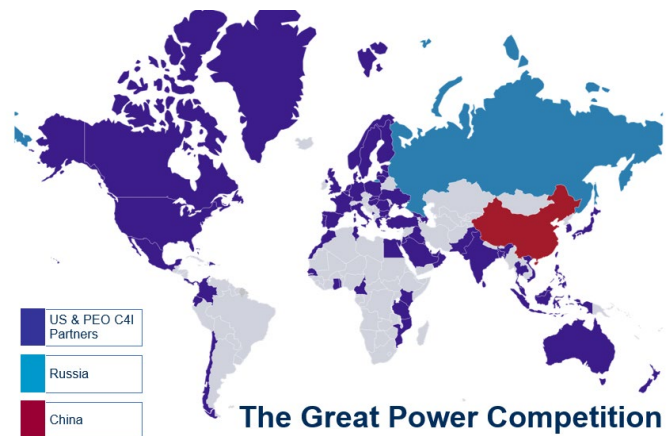 US & PEO C4I
Partners
Russia
China
The Great Power Competition